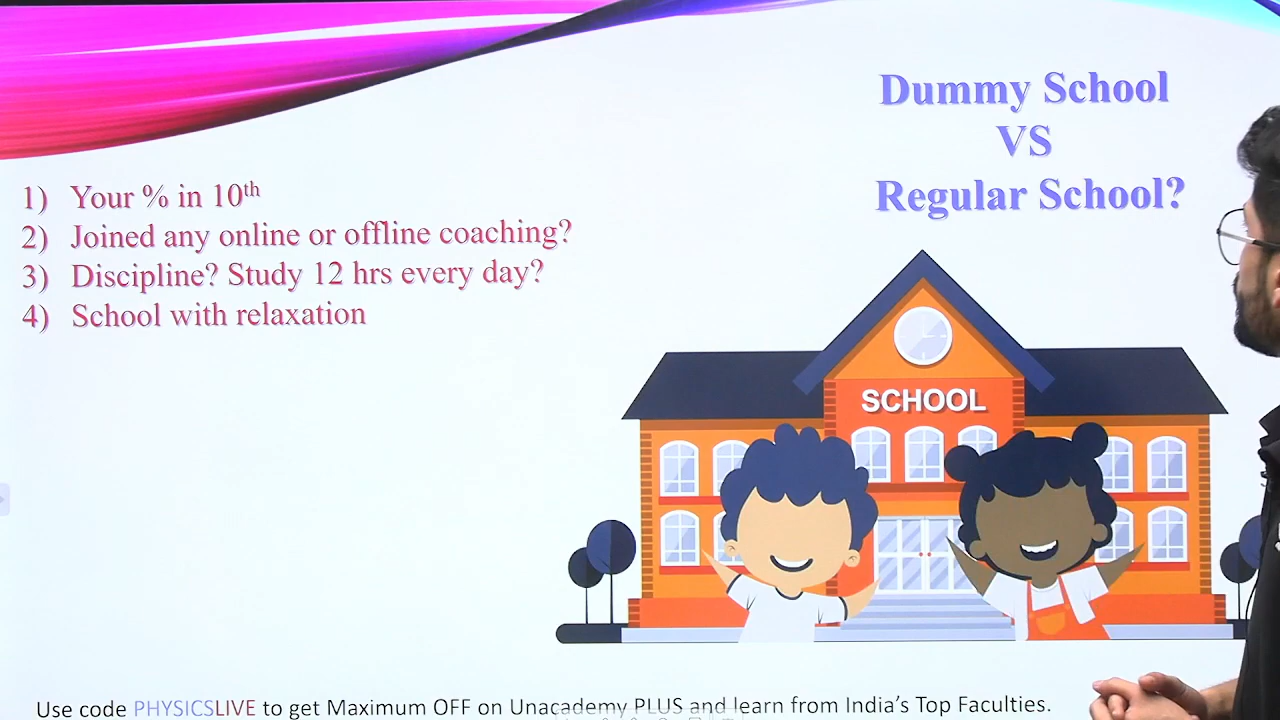 Dummy School
VS
Regular School?
1) Your % in 10th
2) Joined any online or offline coaching?
3) Discipline? Study 12 hrs every day?
4) School with relaxation
SCHOOL
Use code PHYSICSLIVE to get Maximum OFF on Unacademy PLUS and learn from India’s Top Faculties.